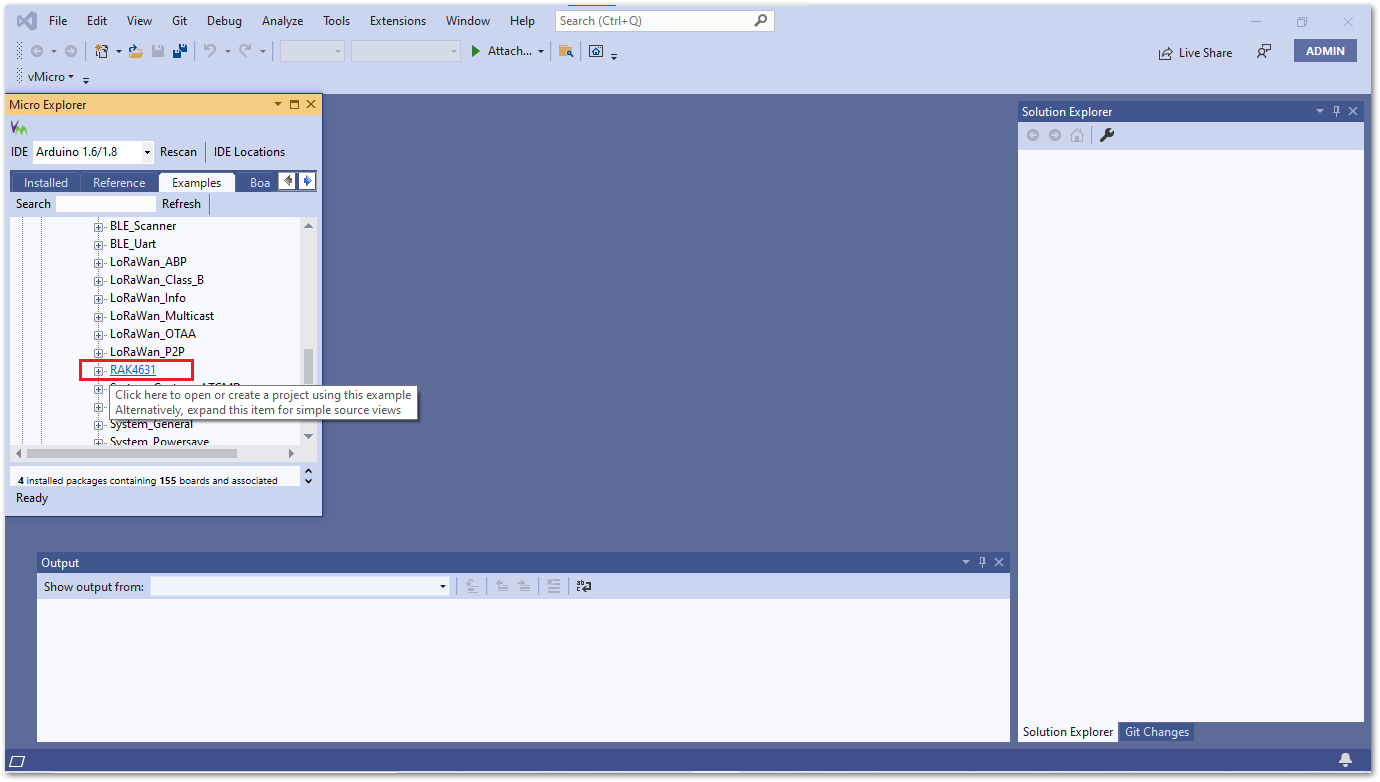 File Edit View Git Debug Analyze Tools Extensions Window Help Search (Ctrl+Q)
Attach... Live Share ADMIN
vMicro
Micro Explorer
IDE Arduino 1.6/1.8 Rescan IDE Locations
Installed Reference Examples Boa
Search Refresh
BLE_Scanner
BLE_Uart
LoRaWan_ABP
LoRaWan_Class_B
LoRaWan_Info
LoRaWan_Multicast
LoRaWan_OTAA
LoRaWan_P2P
RAK4631
Click here to open or create a project using this example
Alternatively, expand this item for simple source views
System_General
System_Powersave
4 installed packages containing 155 boards and associated
Ready
Solution Explorer
Output
Show output from:
Solution Explorer Git Changes